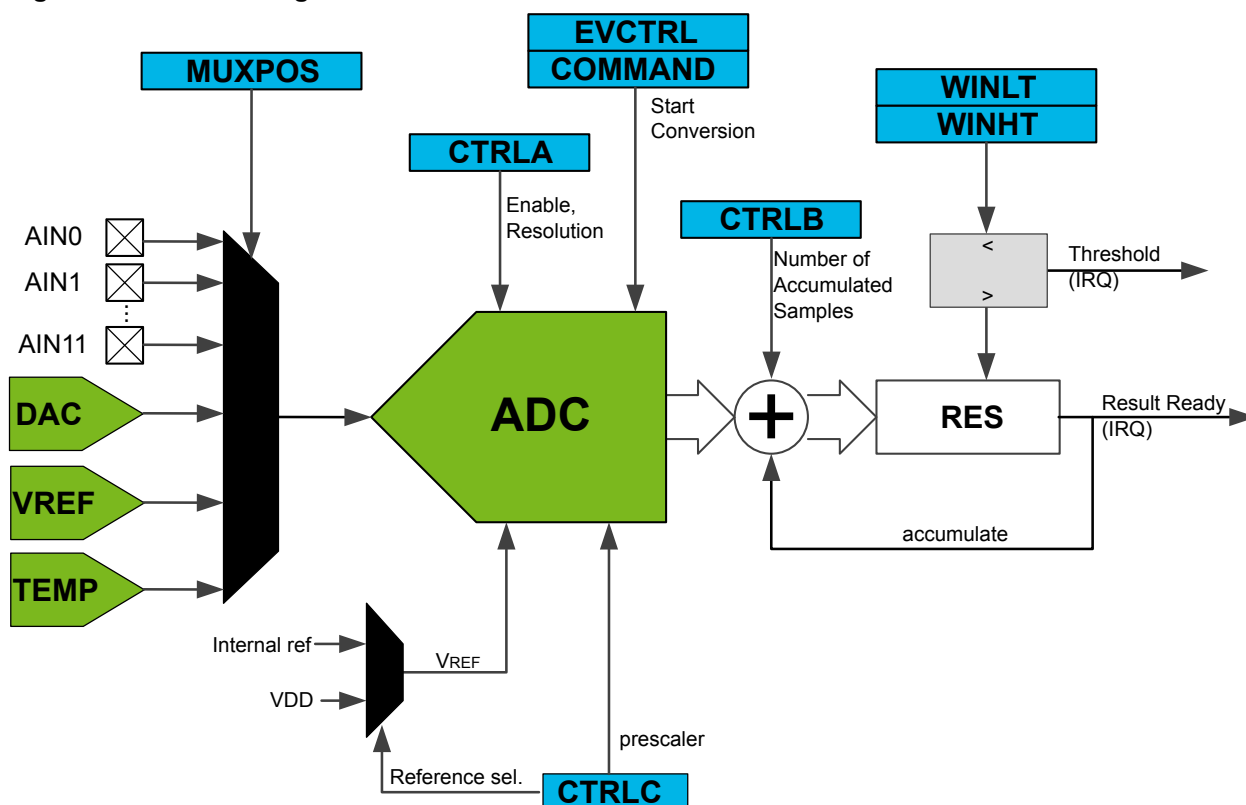 EVCTRL
MUXPOS
COMMAND
WINLT
WINHT
Start
Conversion
CTRLA
Enable,
Resolution
CTRLB
AIN0
AIN1
AIN11
Number of
Accumulated
Samples
<
>
Threshold
(IRQ)
DAC
ADC
+
RES
Result Ready
(IRQ)
VREF
accumulate
TEMP
Internal ref
VREF
VDD
prescaler
Reference sel.
CTRLC